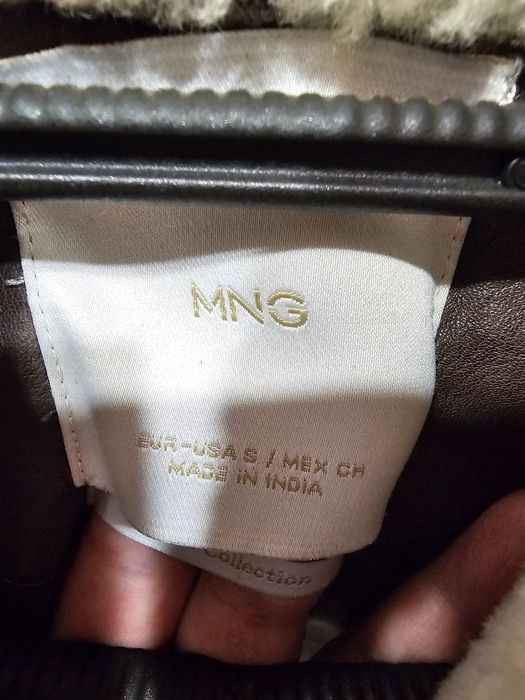 MNG
EUR-USA S / MEX CH
MADE IN INDIA
Collection